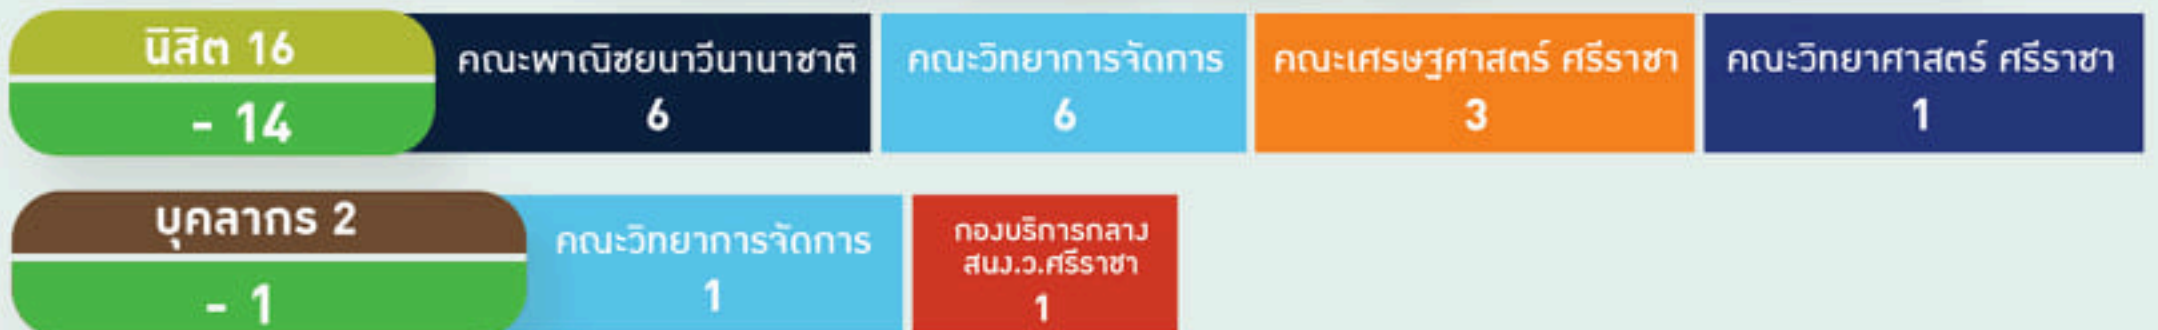 นิสิต 16
- 14
คณะพาณิชยนาวีนานาชาติ
6
คณะวิทยาการจัดการ
6
คณะเศรษฐศาสตร์ ศรีราชา
3
คณะวิทยาศาสตร์ ศรีราชา
1
บุคลากร 2
- 1
คณะวิทยาการจัดการ
1
กองบริการกลาง
สนง.ว.ศรีราชา
1